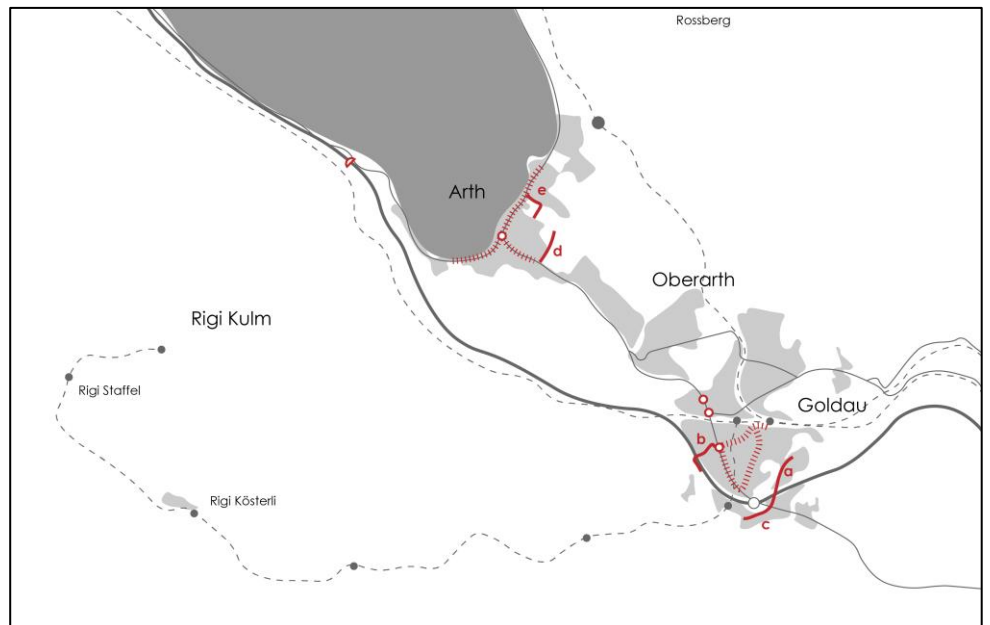 Rossberg
Arth
e
d
Oberarth
Rigi Kulm
Rigi Staffel
Goldau
b
a
Rigi Kösterli
c